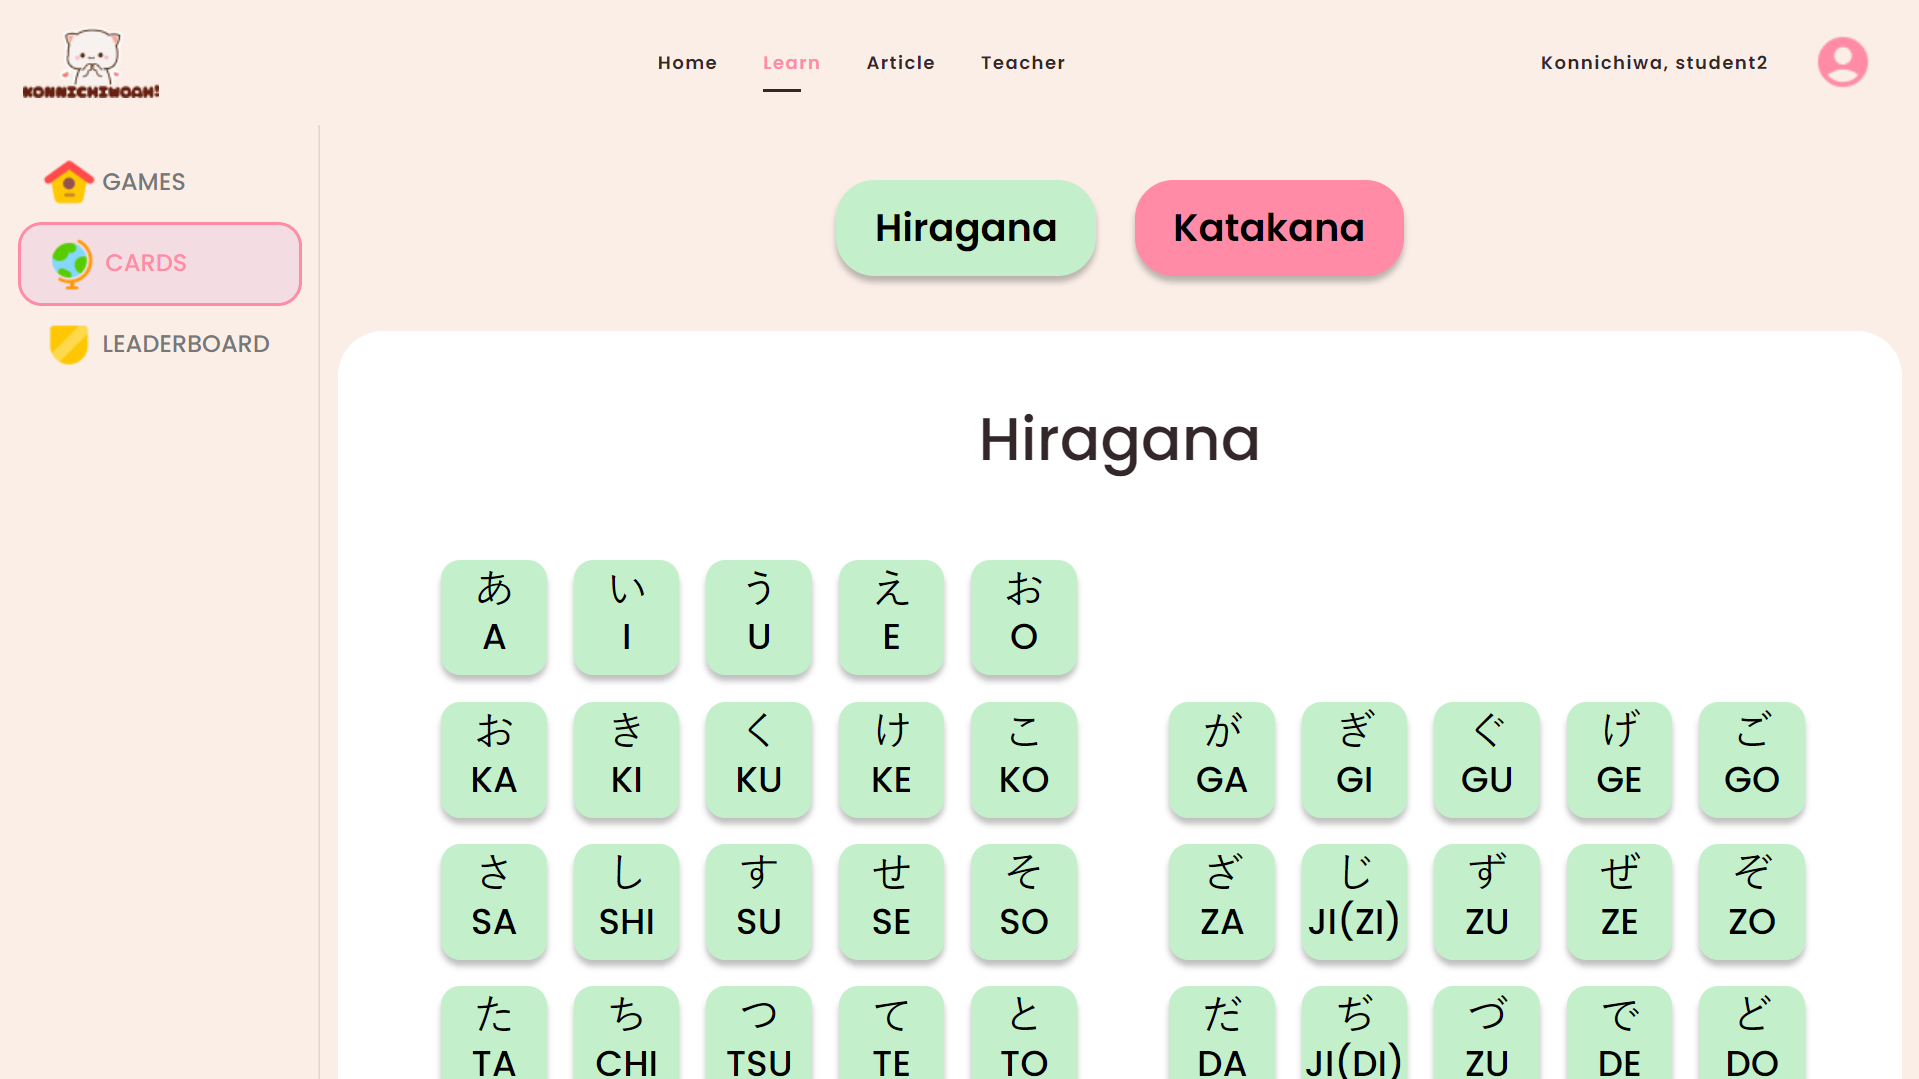 KONNICHIWOAH!
Home Learn Article Teacher
Konnichiwa, student2
GAMES
CARDS
LEADERBOARD
Hiragana Katakana
Hiragana
あ い う え お
A I U E O
お き く け こ が ぎ ぐ げ ご
KA KI KU KE KO GA GI GU GE GO
さ し す せ そ ざ じ ず ぜ ぞ
SA SHI SU SE SO ZA JI(ZI) ZU ZE ZO
た ち つ て と だ ぢ づ で ど
TA CHI TSU TE TO DA JI(DI) ZU DE DO